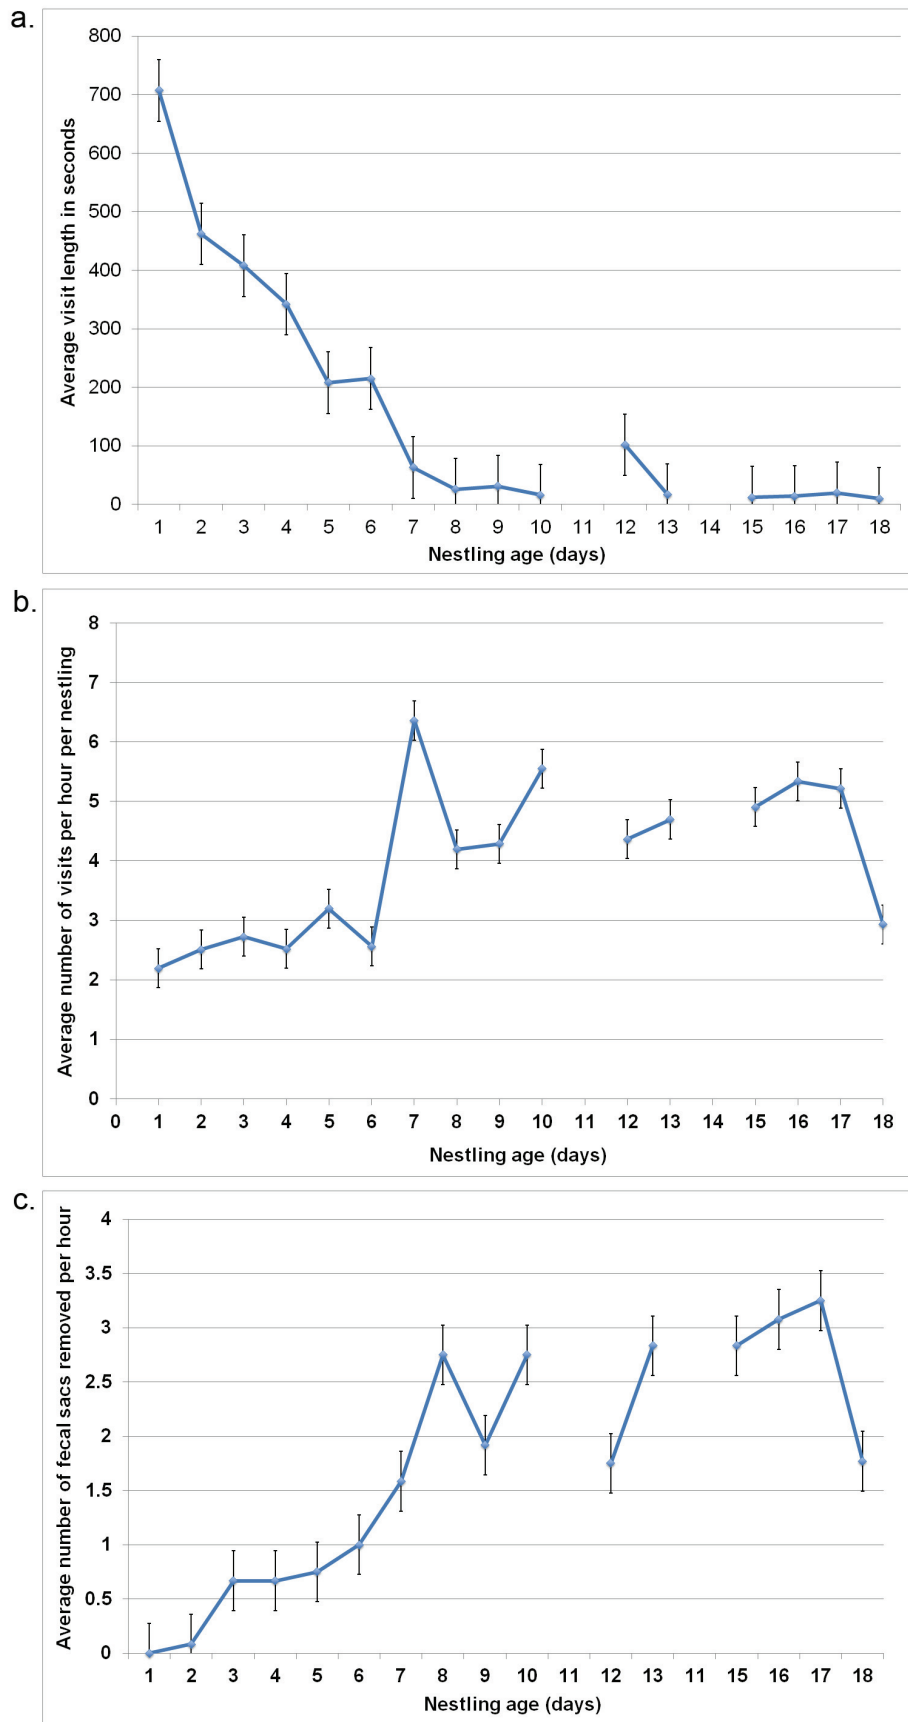 a.
Average visit length in seconds
800
700
600
500
400
300
200
100
0
1 2 3 4 5 6 7 8 9 10 11 12 13 14 15 16 17 18
Nestling age (days)
b.
Average number of visits per hour per nestling
8
7
6
5
4
3
2
1
0
0 1 2 3 4 5 6 7 8 9 10 11 12 13 14 15 16 17 18
Nestling age (days)
c.
Average number of fecal sacs removed per hour
4
3.5
3
2.5
2
1.5
1
0.5
0
1 2 3 4 5 6 7 8 9 10 11 12 13 11 15 16 17 18
Nestling age (days)